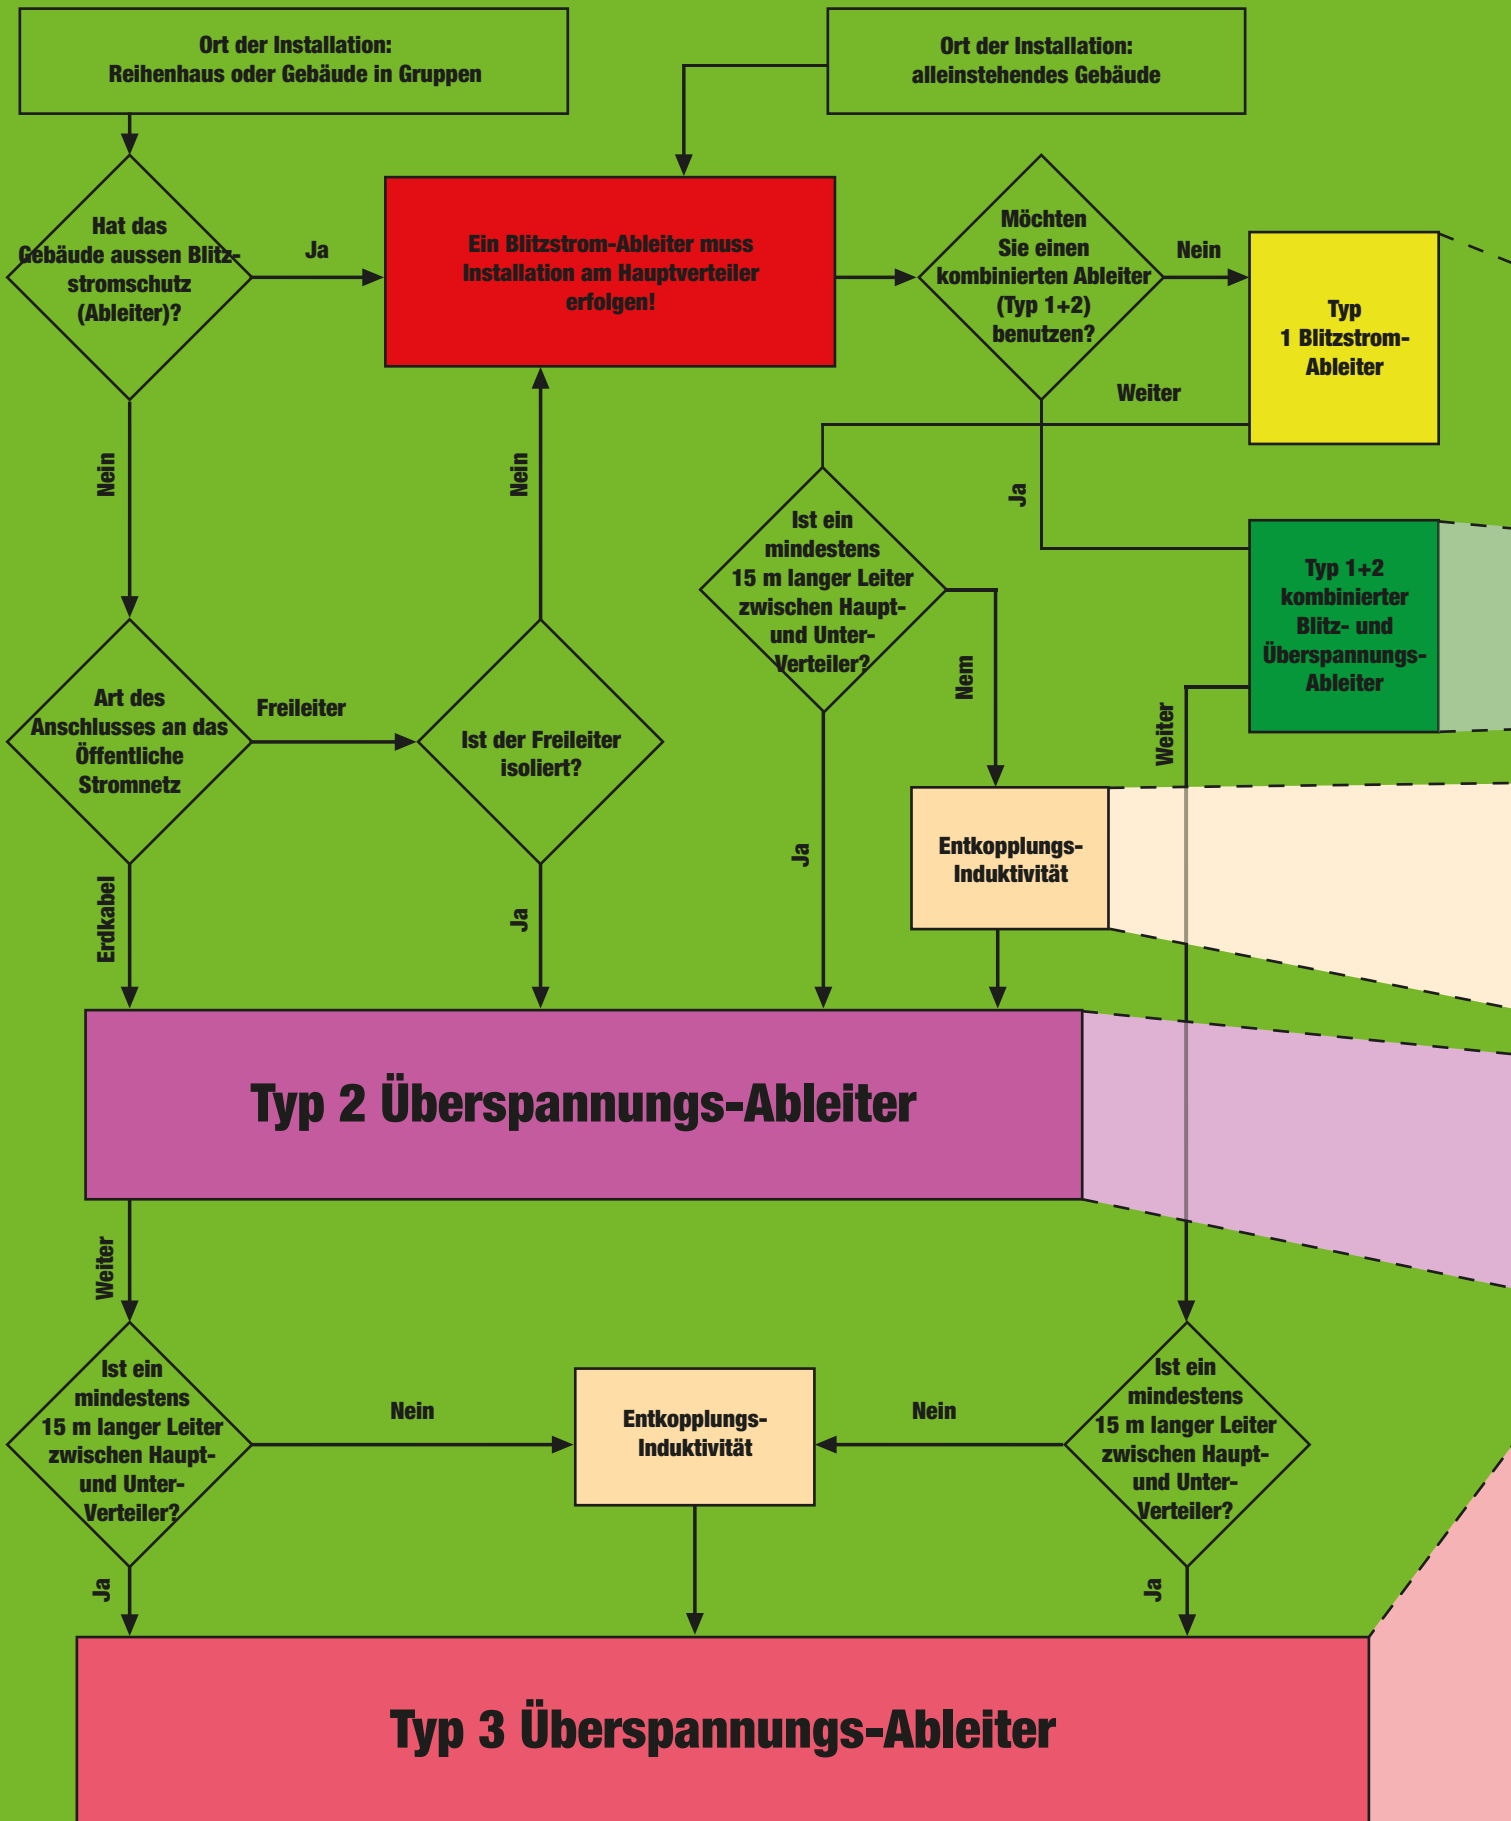 Ort der Installation:
Reihenhaus oder Gebäude in Gruppen
Ort der Installation:
alleinstehendes Gebäude
Hat das
Gebäude aussen Blitz-
stromschutz
(Ableiter)?
Ja
Ein Blitzstrom-Ableiter muss
Installation am Hauptverteiler
erfolgen!
Möchten
Sie einen
kombinierten Ableiter
(Typ 1+2)
benutzen?
Nein
Typ
1 Blitzstrom-
Ableiter
Weiter
Nein
Nein
Ja
Ist ein
mindestens
15 m langer Leiter
zwischen Haupt-
und Unter-
Verteiler?
Typ 1+2
kombinierter
Blitz- und
Überspannungs-
Ableiter
Nem
Weiter
Art des
Anschlusses an das
Öffentliche
Stromnetz
Freileiter
Ist der Freileiter
isoliert?
Ja
Entkopplungs-
Induktivität
Erdkabel
Ja
Typ 2 Überspannungs-Ableiter
Weiter
Ist ein
mindestens
15 m langer Leiter
zwischen Haupt-
und Unter-
Verteiler?
Nein
Entkopplungs-
Induktivität
Nein
Ist ein
mindestens
15 m langer Leiter
zwischen Haupt-
und Unter-
Verteiler?
Ja
Ja
Typ 3 Überspannungs-Ableiter